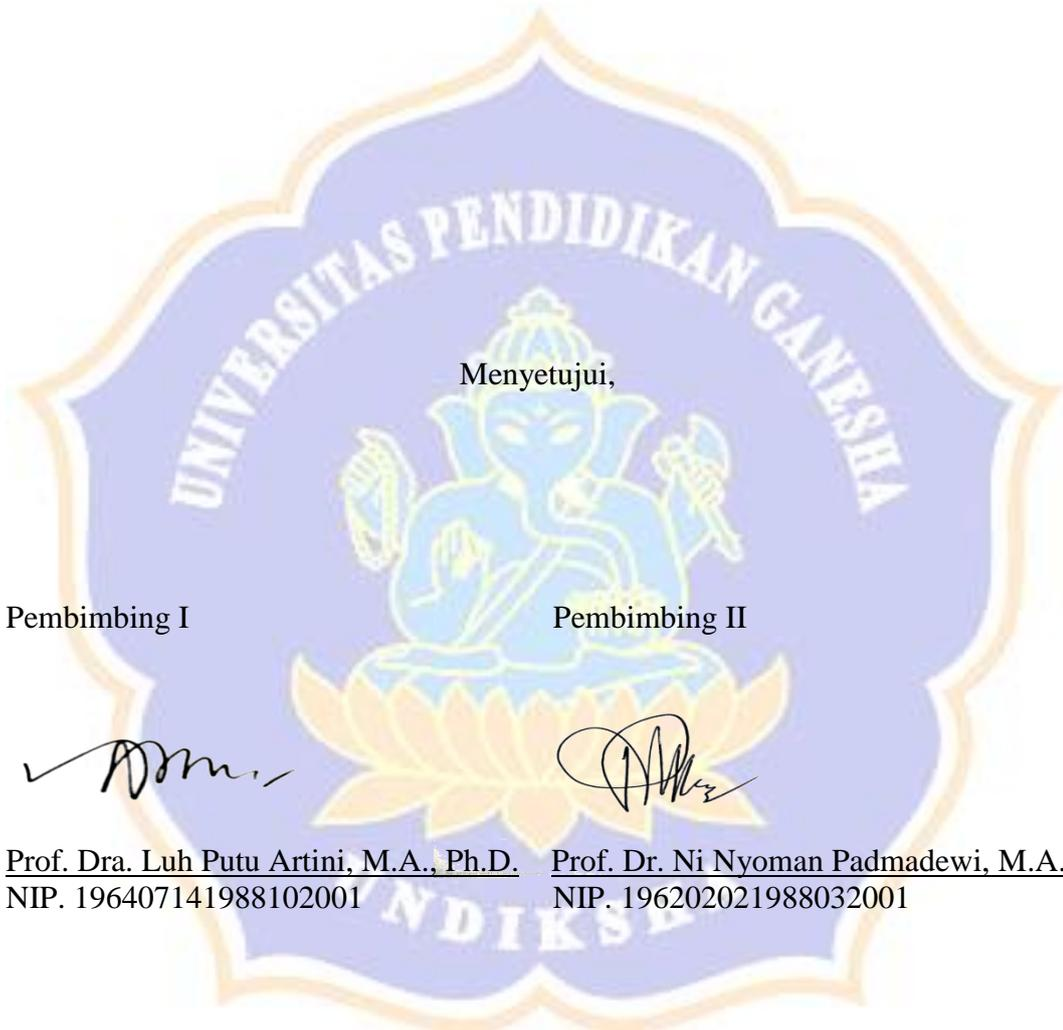 UNIVERSITAS PENDIDIKAN GANESHA
Menyetujui,
Pembimbing I Pembimbing II
Prof. Dra. Luh Putu Artini, M.A., Ph.D. Prof. Dr. Ni Nyoman Padmadewi, M.A.
NIP. 196407141988102001 NIP. 196202021988032001
UNDIKSHA